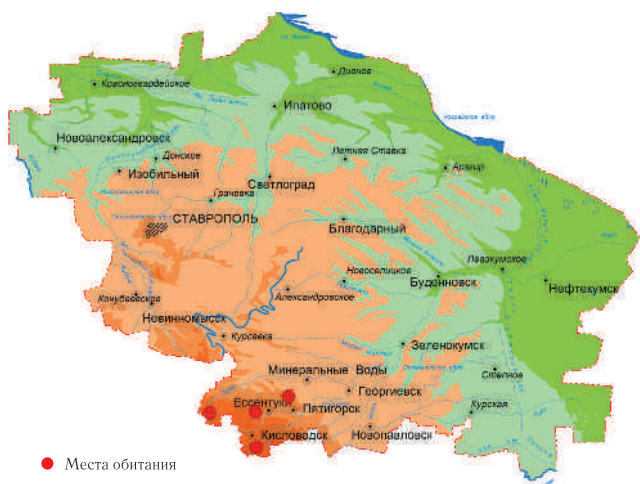 Дивное
Красногвардейское
Ипатово
Новоалександровск
Донское
Летняя Ставка
Арзгир
Изобильный
Светлоград
Грачевка
СТАВРОПОЛЬ
Благодарный
Левокумское
Новоселицкое
Буденновск
Нефтекумск
Кочубеевское
Александровское
Невинномысск
Курсавка
Зеленокумск
Минеральные Воды
Степное
Георгиевск
Ессентуки
Пятигорск
Курская
Кисловодск
Новопавловск
Места обитания